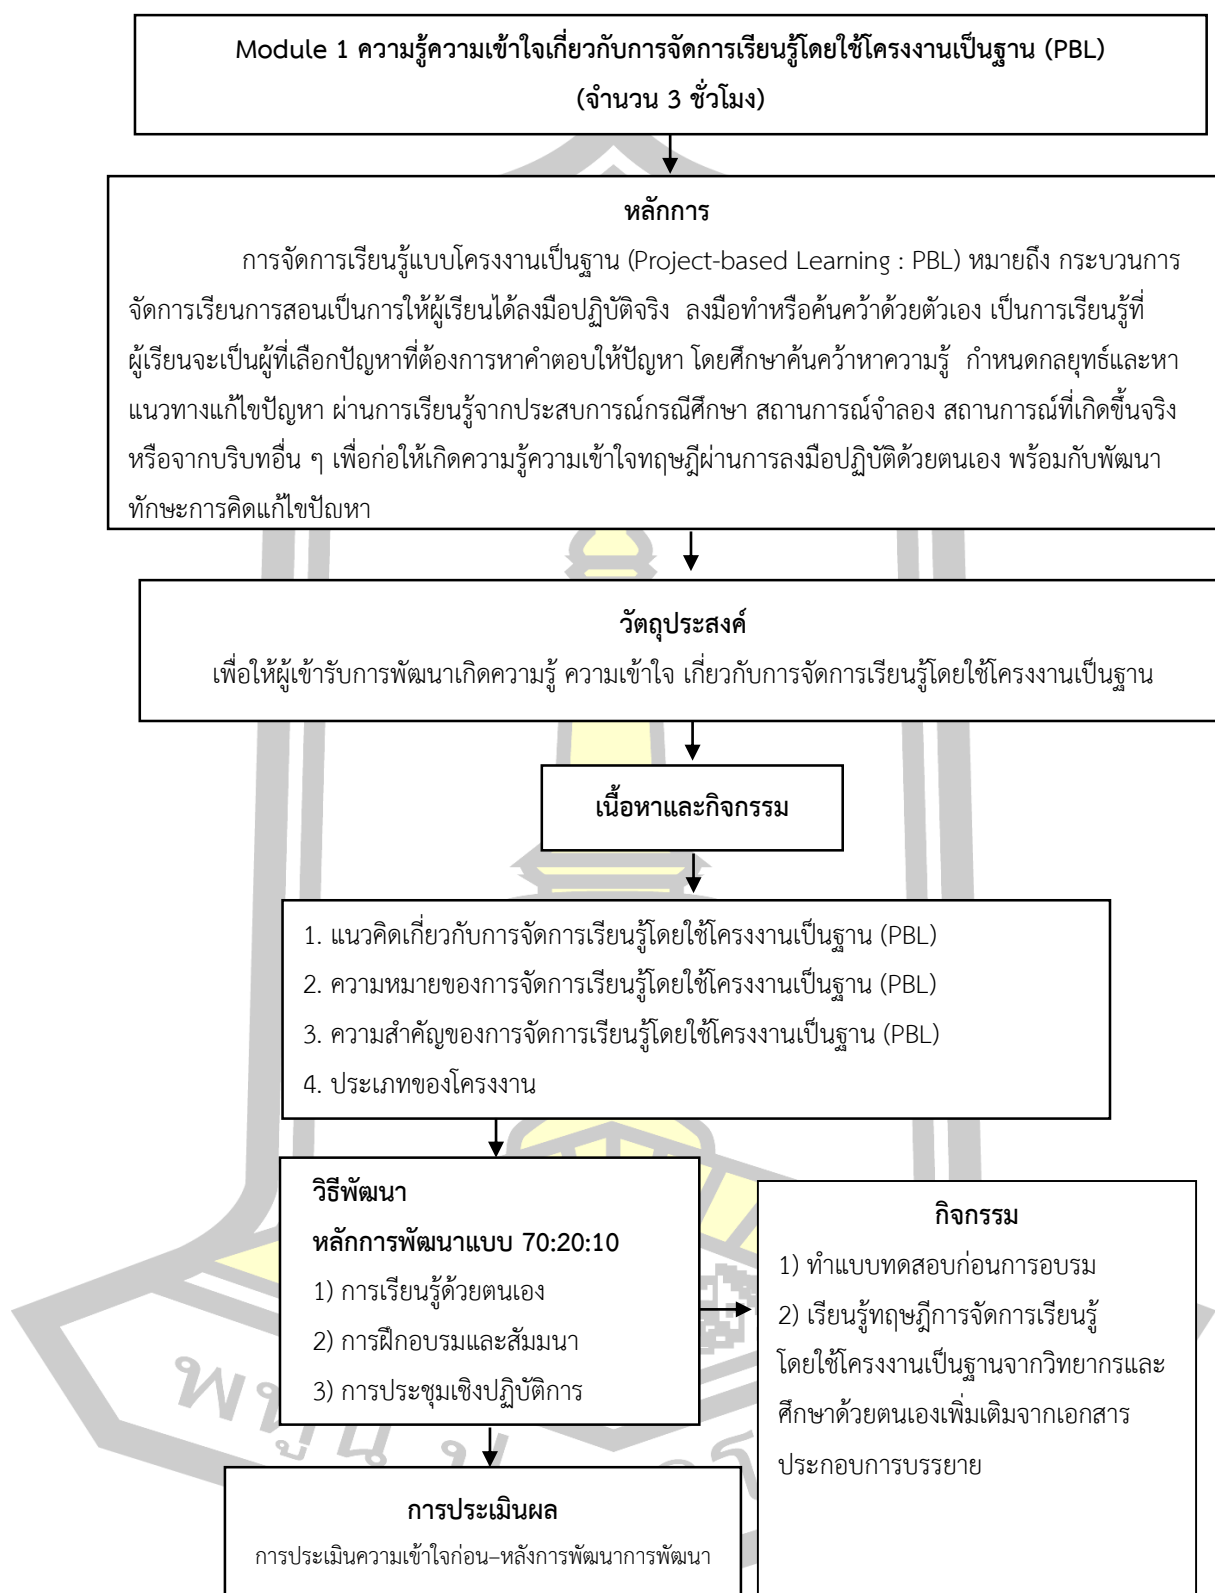 Module 1 ความรู้ความเข้าใจเกี่ยวกับการจัดการเรียนรู้โดยใช้โครงงานเป็นฐาน (PBL)
(จำนวน 3 ชั่วโมง)
หลักการ
การจัดการเรียนรู้แบบโครงงานเป็นฐาน (Project-based Learning : PBL) หมายถึง กระบวนการ
จัดการเรียนการสอนเป็นการให้ผู้เรียนได้ลงมือปฏิบัติจริง ลงมือทำหรือค้นคว้าด้วยตัวเอง เป็นการเรียนรู้ที่
ผู้เรียนจะเป็นผู้ที่เลือกปัญหาที่ต้องการหาคำตอบให้ปัญหา โดยศึกษาค้นคว้าหาความรู้ กำหนดกลยุทธ์และหา
แนวทางแก้ไขปัญหา ผ่านการเรียนรู้จากประสบการณ์กรณีศึกษา สถานการณ์จำลอง สถานการณ์ที่เกิดขึ้นจริง
หรือจากบริบทอื่น ๆ เพื่อก่อให้เกิดความรู้ความเข้าใจทฤษฎีผ่านการลงมือปฏิบัติด้วยตนเอง พร้อมกับพัฒนา
ทักษะการคิดแก้ไขปัญหา
วัตถุประสงค์
เพื่อให้ผู้เข้ารับการพัฒนาเกิดความรู้ ความเข้าใจ เกี่ยวกับการจัดการเรียนรู้โดยใช้โครงงานเป็นฐาน
เนื้อหาและกิจกรรม
1. แนวคิดเกี่ยวกับการจัดการเรียนรู้โดยใช้โครงงานเป็นฐาน (PBL)
2. ความหมายของการจัดการเรียนรู้โดยใช้โครงงานเป็นฐาน (PBL)
3. ความสำคัญของการจัดการเรียนรู้โดยใช้โครงงานเป็นฐาน (PBL)
4. ประเภทของโครงงาน
วิธีพัฒนา
หลักการพัฒนาแบบ 70:20:10
1) การเรียนรู้ด้วยตนเอง
2) การฝึกอบรมและสัมมนา
3) การประชุมเชิงปฏิบัติการ
กิจกรรม
1) ทำแบบทดสอบก่อนการอบรม
2) เรียนรู้ทฤษฎีการจัดการเรียนรู้
โดยใช้โครงงานเป็นฐานจากวิทยากรและ
ศึกษาด้วยตนเองเพิ่มเติมจากเอกสาร
ประกอบการบรรยาย
การประเมินผล
การประเมินความเข้าใจก่อน–หลังการพัฒนาการพัฒนา